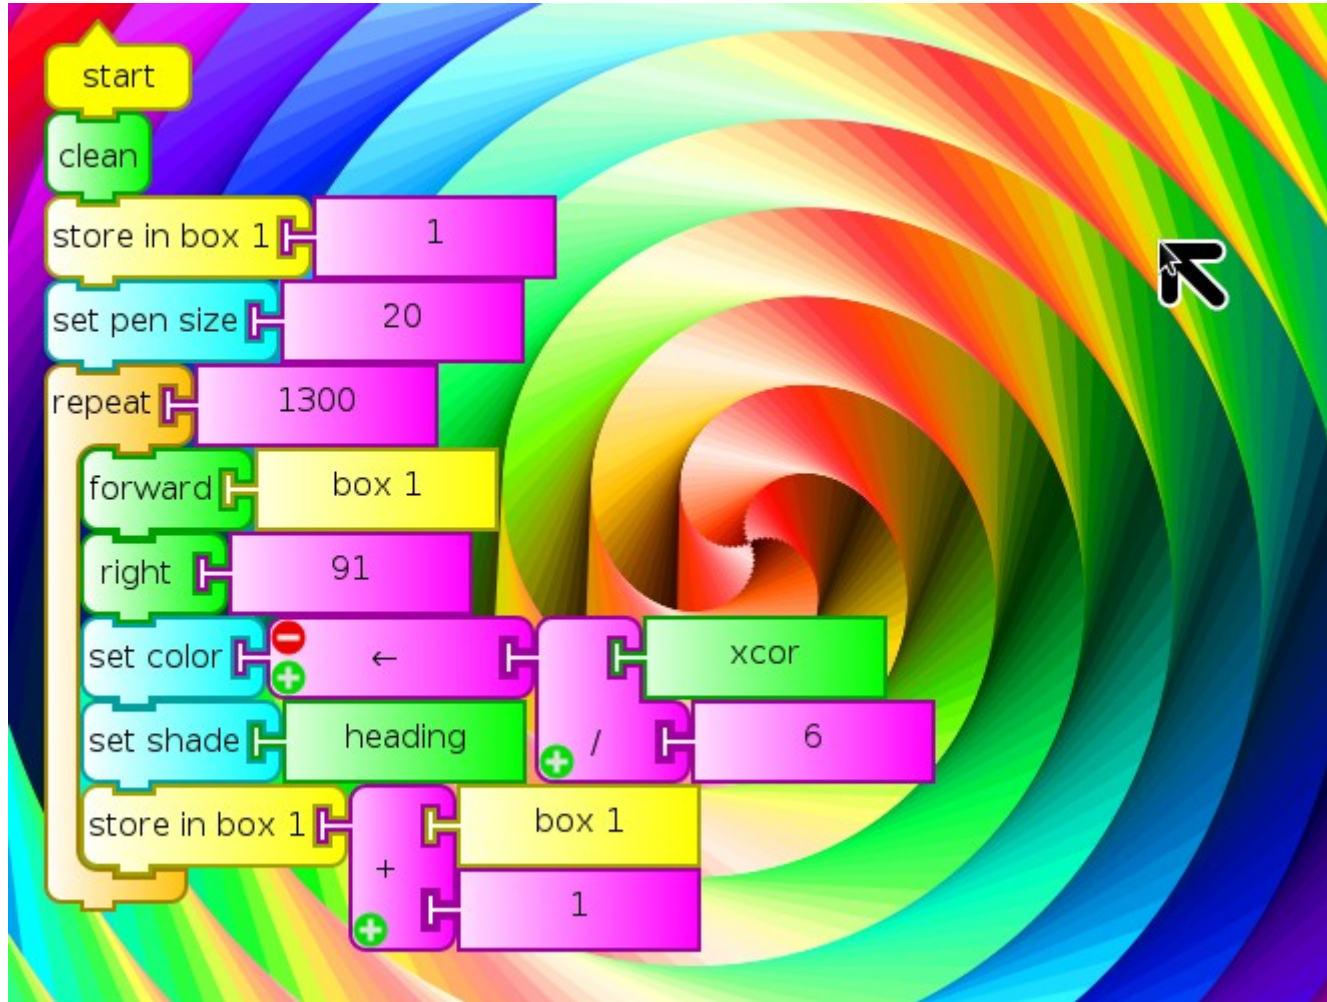 start
clean
store in box 1 1
set pen size 20
repeat 1300
forward box 1
right 91
set color ← xcor
set shade heading / 6
store in box 1 box 1
+
1